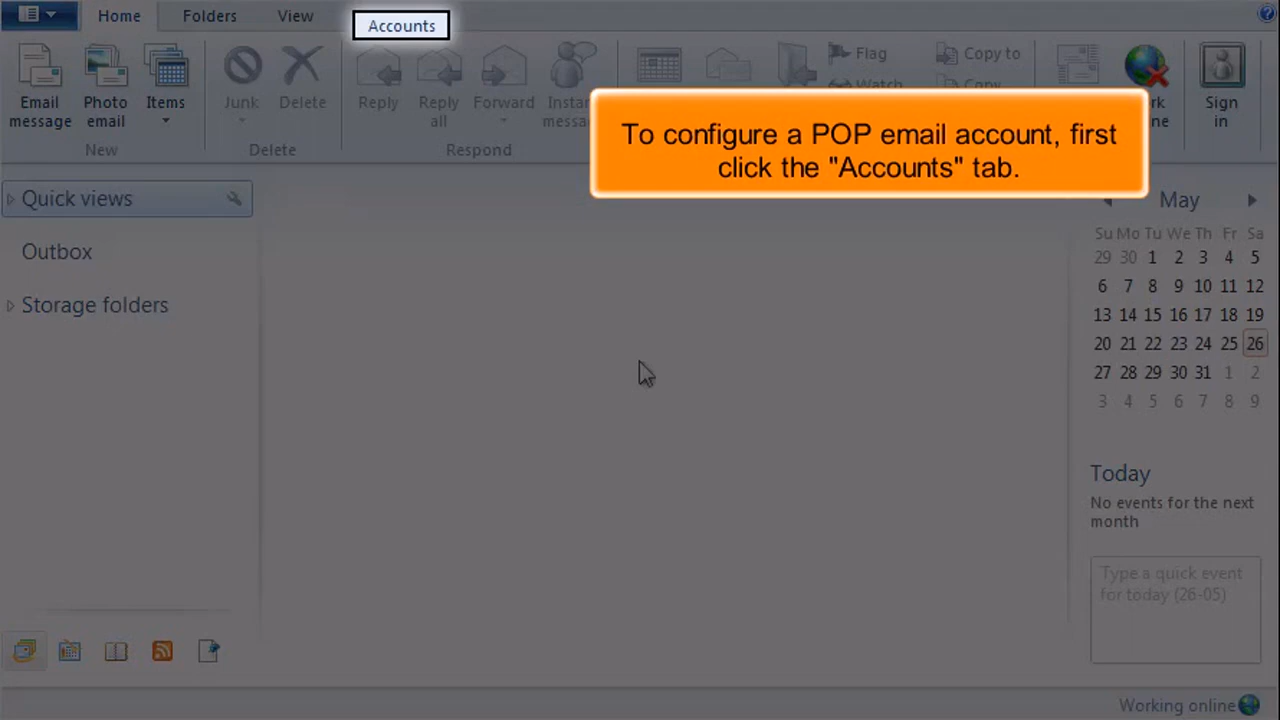 Home Folders View Accounts
Flag Copy to
Watch Copy
Email Photo Items Junk Delete Reply Reply Forward
message email all
Sign
in
New Delete Respond
To configure a POP email account, first
click the "Accounts" tab.
Quick views
Outbox
Storage folders
May
Su Mo Tu We Th Fr Sa
29 30 1 2 3 4 5
6 7 8 9 10 11 12
13 14 15 16 17 18 19
20 21 22 23 24 25 26
27 28 29 30 31 1 2
3 4 5 6 7 8 9
Today
No events for the next
month
Type a quick event
for today (26-05)
Working online